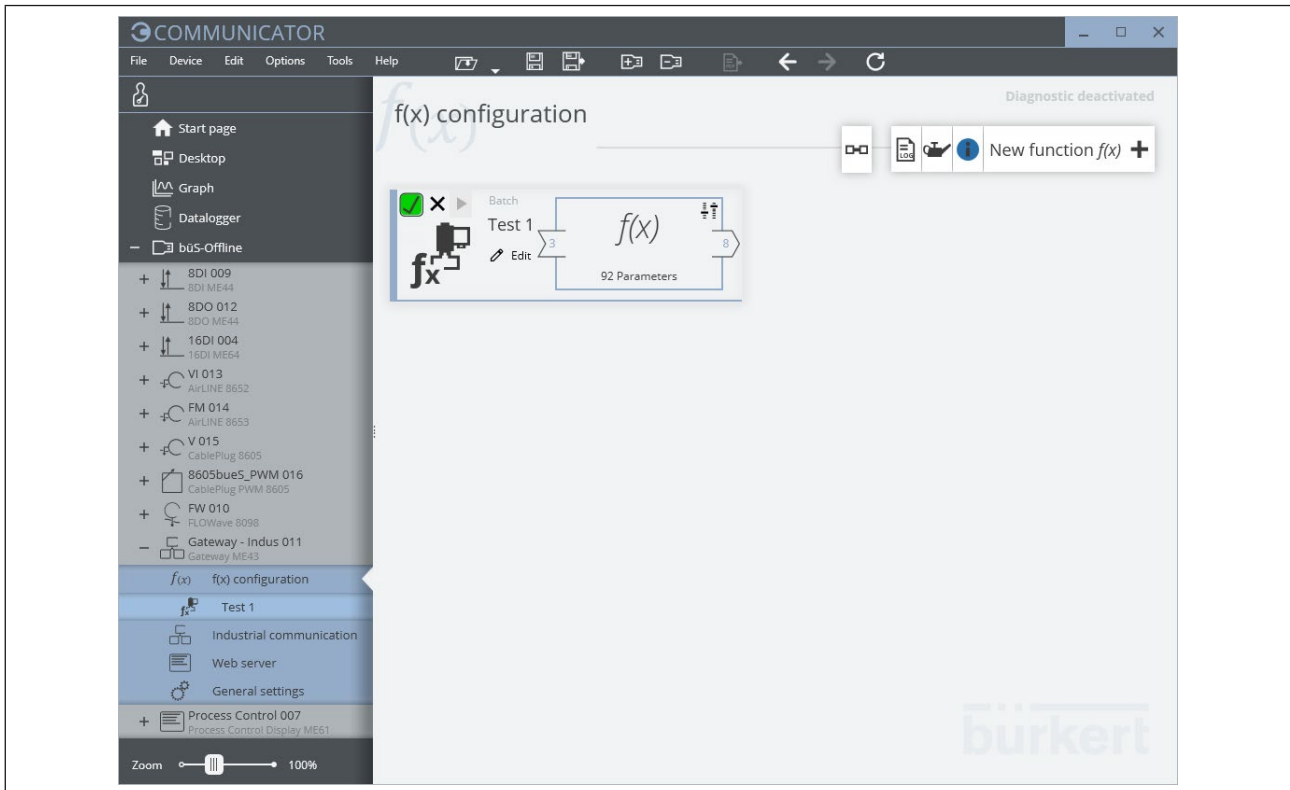 COMMUNICATOR
File Device Edit Options Tools Help
Start page
Desktop
Graph
Datalogger
büS-Offline
8DI 009
8DI ME44
8DO 012
8DO ME44
16DI 004
16DI ME64
VI 013
AirLINE 8652
FM 014
AirLINE 8653
V 015
CablePlug 8605
8605bueS_PWM 016
CablePlug PWM 8605
FW 010
FLOWave 8098
Gateway - Indus 011
Gateway ME43
f(x) f(x) configuration
fx Test 1
Industrial communication
Web server
General settings
Process Control 007
Process Control Display ME61
Zoom 100%
f(x)
f(x) configuration
Diagnostic deactivated
LOG
New function f(x)
Batch
Test 1
Edit
fx
3
f(x)
8
92 Parameters
bürkert